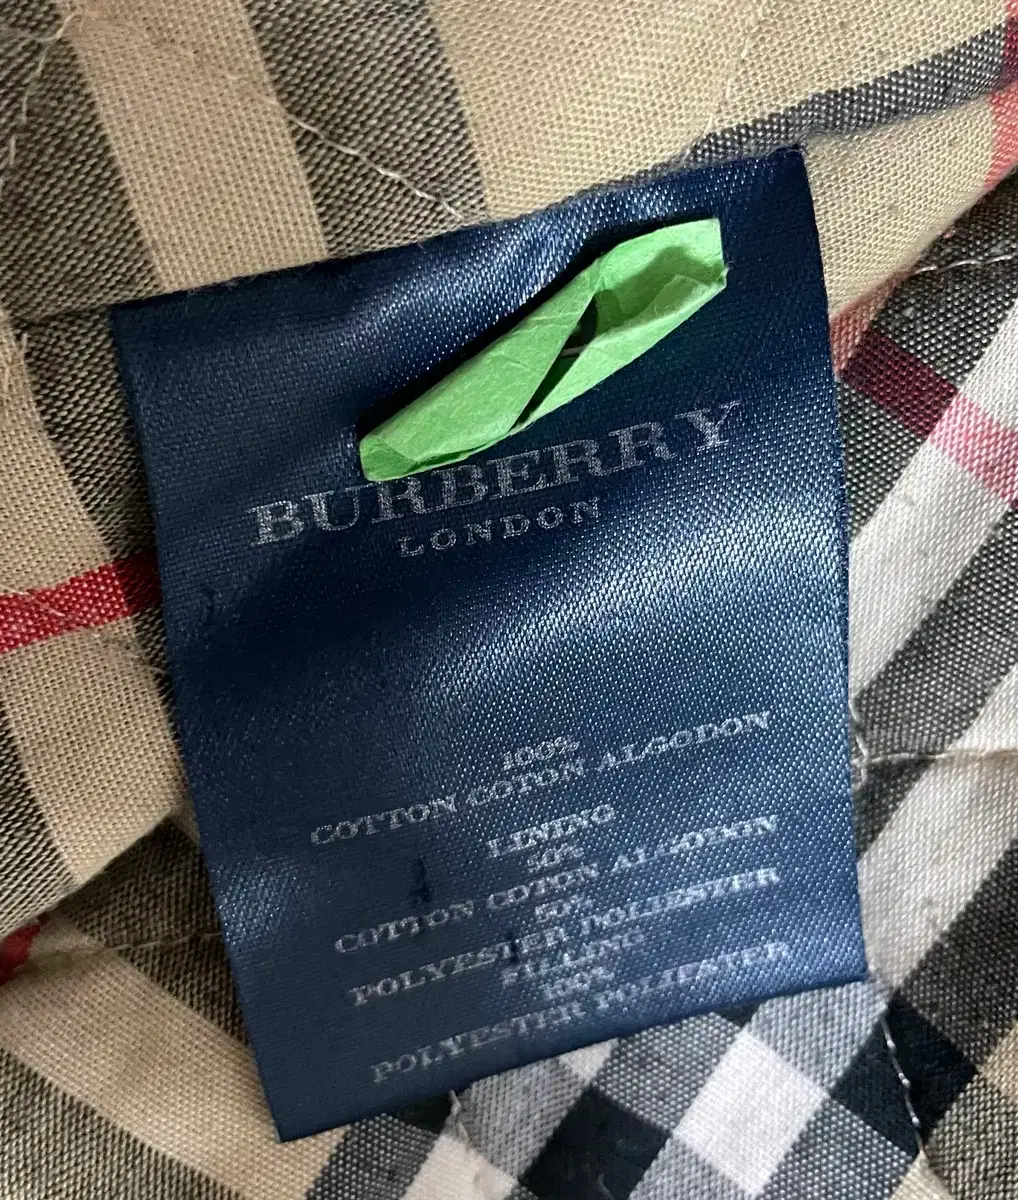 BURBERRY
LONDON
100%
COTTON COTON ALGODON
LINING
50%
COTTON COTON ALGODON
50%
POLYESTER POLIESTER
FILLING
100%
POLYESTER POLIESTER